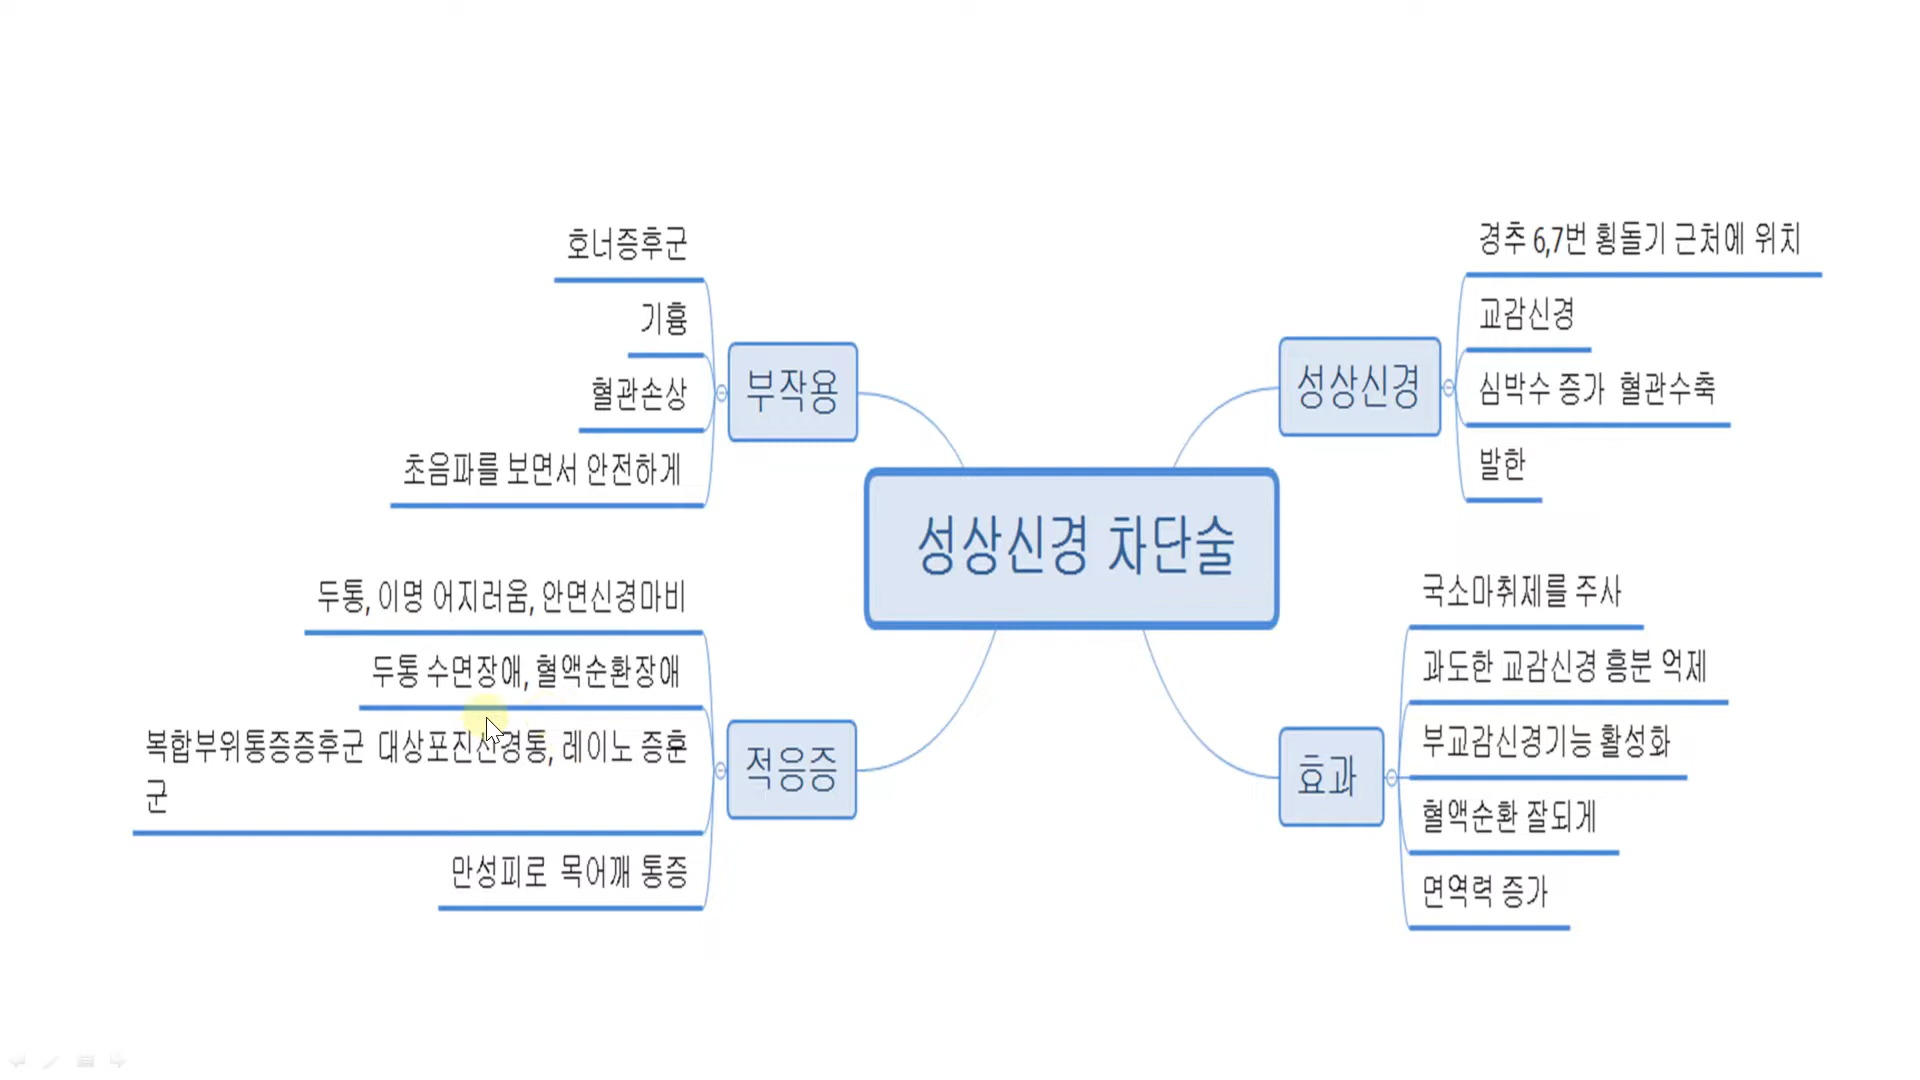 성상신경 차단술
부작용
호너증후군
기흉
혈관손상
초음파를 보면서 안전하게
적응증
두통, 이명 어지러움, 안면신경마비
두통 수면장애, 혈액순환장애
복합부위통증증후군 대상포진신경통, 레이노 증훈
군
만성피로 목어깨 통증
성상신경
경추 6,7번 횡돌기 근처에 위치
교감신경
심박수 증가 혈관수축
발한
효과
국소마취제를 주사
과도한 교감신경 흥분 억제
부교감신경기능 활성화
혈액순환 잘되게
면역력 증가